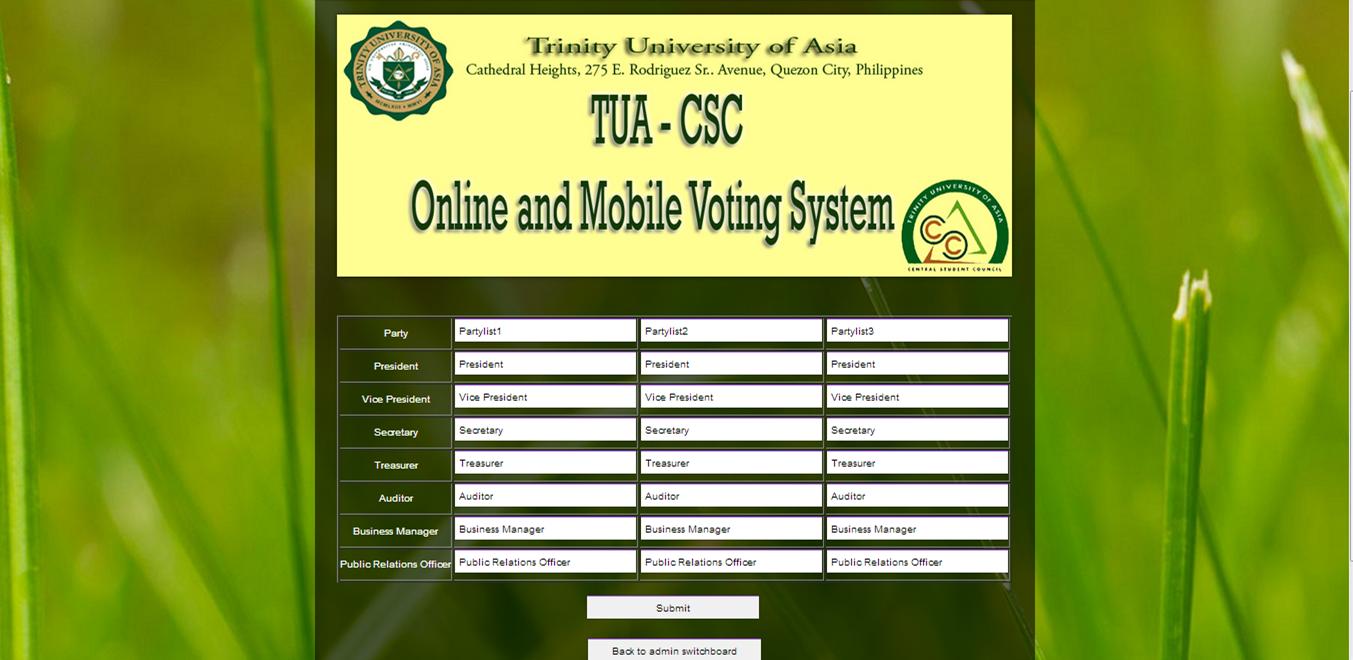 Trinity University of Asia
Cathedral Heights, 275 E. Rodriguez Sr.. Avenue, Quezon City, Philippines
TUA - CSC
Online and Mobile Voting System
TRINITY UNIVERSITY OF ASIA
TRINITY UNIVERSITY OF ASIA
CSC
CENTRAL STUDENT COUNCIL
Party Partylist1 Partylist2 Partylist3
President President President President
Vice President Vice President Vice President Vice President
Secretary Secretary Secretary Secretary
Treasurer Treasurer Treasurer Treasurer
Auditor Auditor Auditor Auditor
Business Manager Business Manager Business Manager Business Manager
Public Relations Officer Public Relations Officer Public Relations Officer Public Relations Officer
Submit
Back to admin switchboard